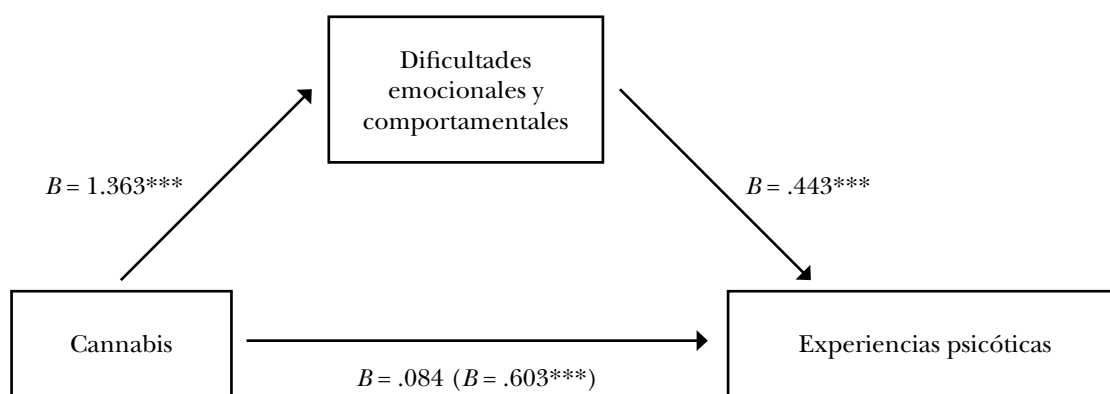 Dificultades
emocionales y
comportamentales
B = 1.363***
B = .443***
Cannabis
Experiencias psicóticas
B = .084 (B = .603***)